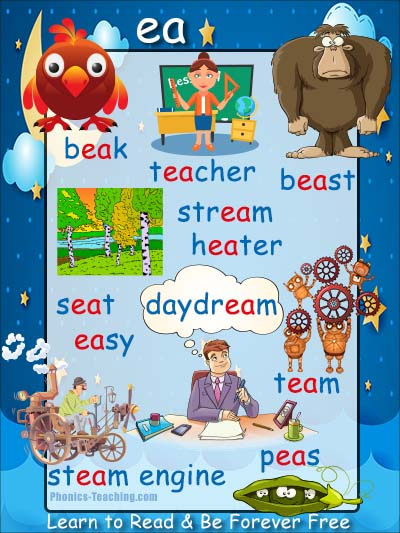 ea
Les
beak
teacher
beast
stream
heater
seat
daydream
easy
team
peas
steam engine
Phonics-Teaching.com
Learn to Read & Be Forever Free